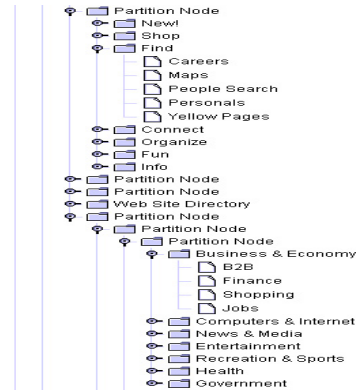 Partition Node
New!
Shop
Find
Careers
Maps
People Search
Personals
Yellow Pages
Connect
Organize
Fun
Info
Partition Node
Partition Node
Web Site Directory
Partition Node
Partition Node
Partition Node
Business & Economy
B2B
Finance
Shopping
Jobs
Computers & Internet
News & Media
Entertainment
Recreation & Sports
Health
Government